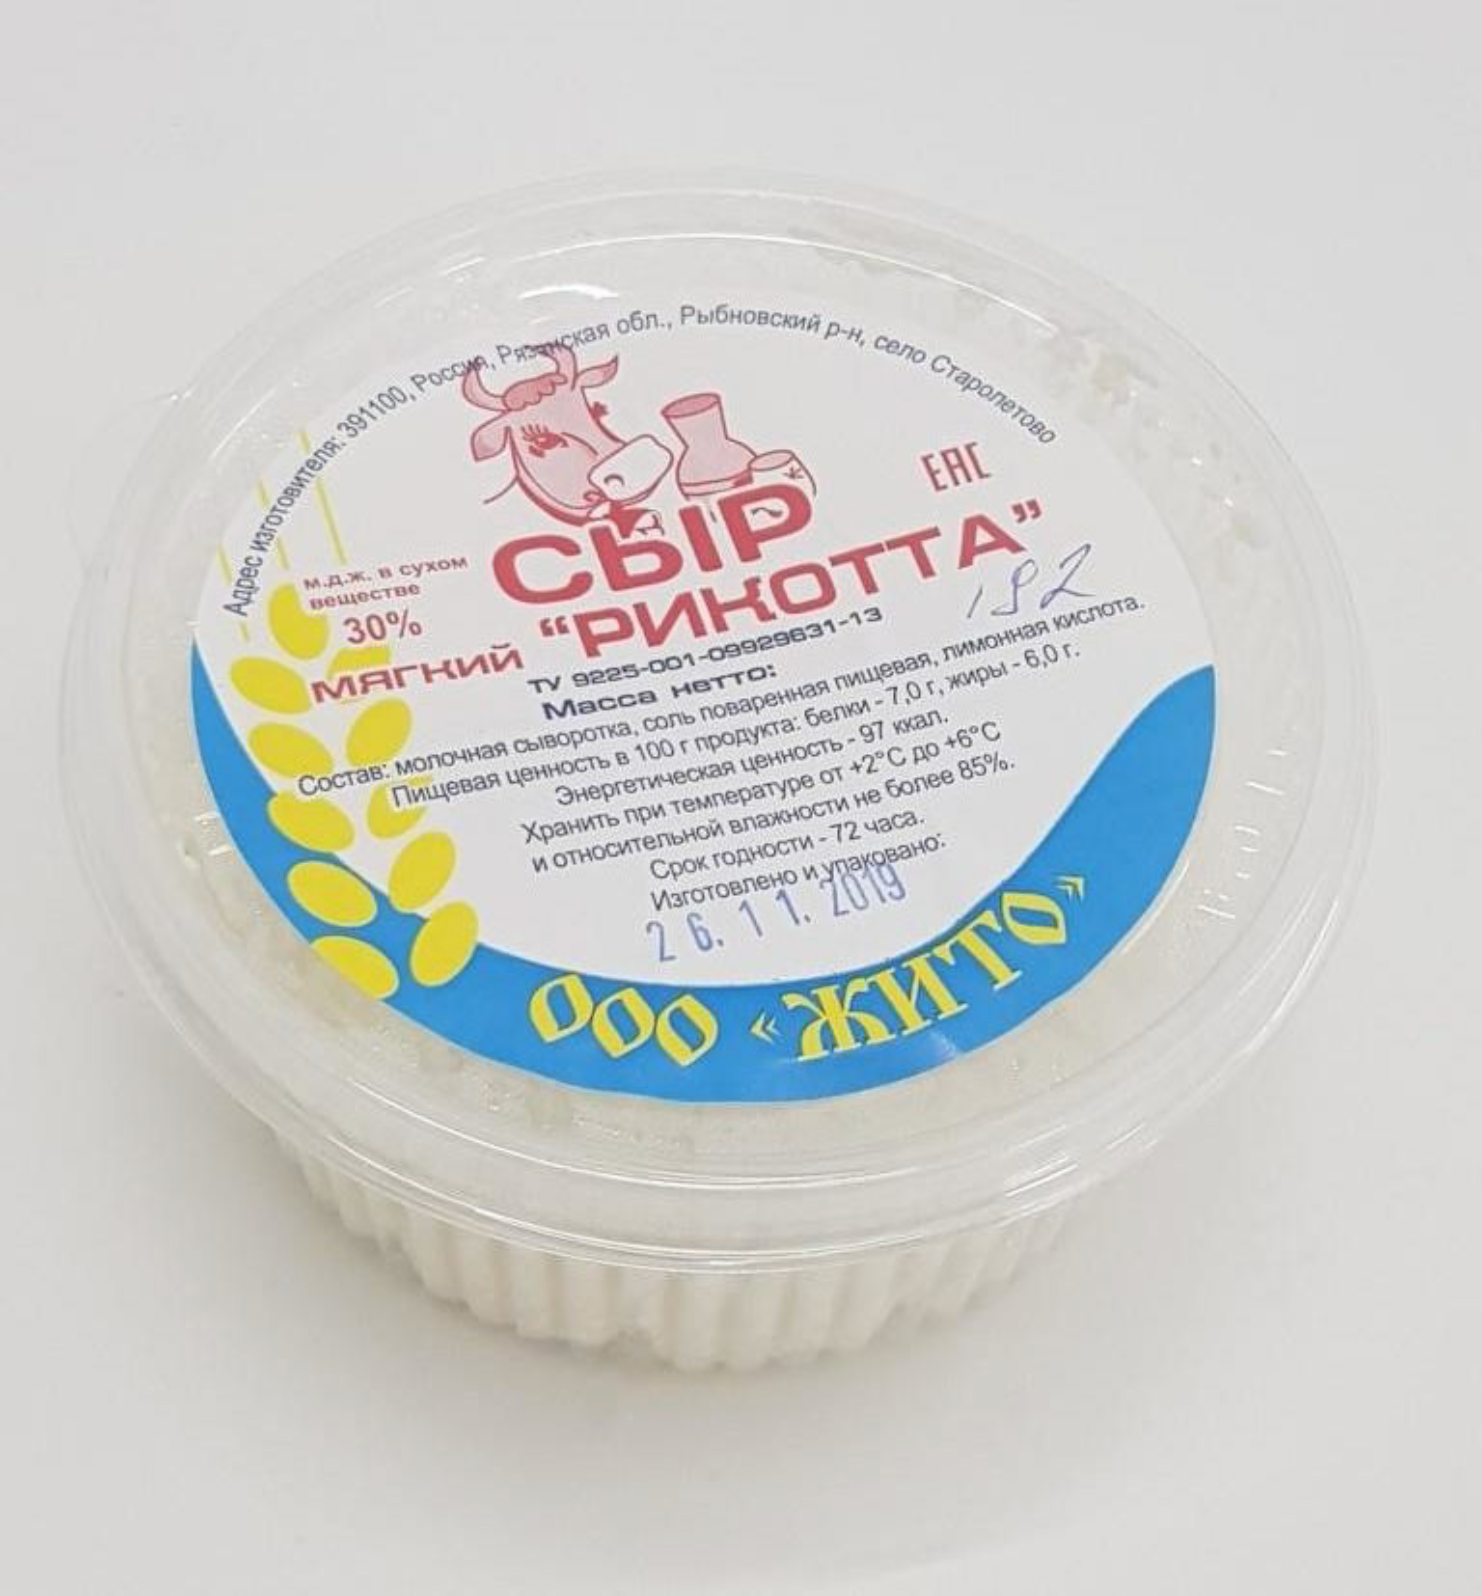 Адрес изготовителя: 391100, Россия, Рязанская обл., Рыбновский р-н, село Старолетово
ЕАС
м.д.ж. в сухом
веществе
30%
СЫР
МЯГКИЙ “РИКОТТА”
ТУ 9225-001-09929631-13
Масса нетто:
192
Состав: молочная сыворотка, соль поваренная пищевая, лимонная кислота.
Пищевая ценность в 100 г продукта: белки - 7,0 г, жиры - 6,0 г.
Энергетическая ценность - 97 ккал.
Хранить при температуре от +2°С до +6°С
и относительной влажности не более 85%.
Срок годности - 72 часа.
Изготовлено и упаковано:
26.11.2019
ООО «ЖИТО»